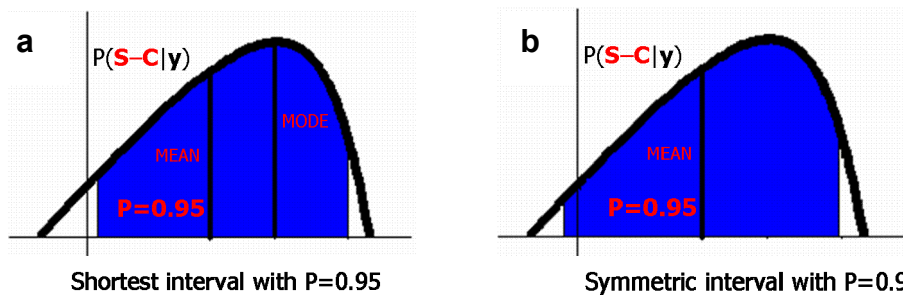 a
P(S–C|y)
MODE
MEAN
P=0.95
Shortest interval with P=0.95
b
P(S–C|y)
MEAN
P=0.95
Symmetric interval with P=0.9